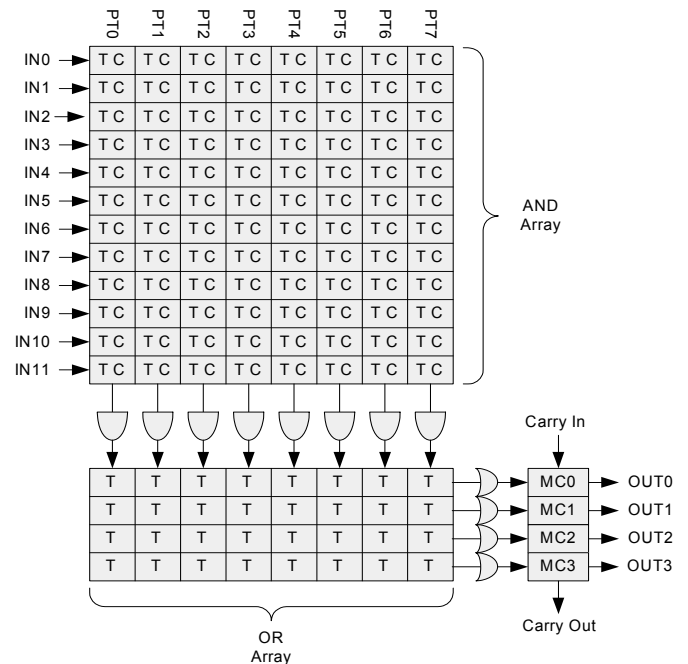 PT0 PT1 PT2 PT3 PT4 PT5 PT6 PT7
IN0 T C T C T C T C T C T C T C T C
IN1 T C T C T C T C T C T C T C T C
IN2 T C T C T C T C T C T C T C T C
IN3 T C T C T C T C T C T C T C T C
IN4 T C T C T C T C T C T C T C T C
IN5 T C T C T C T C T C T C T C T C
IN6 T C T C T C T C T C T C T C T C
IN7 T C T C T C T C T C T C T C T C
IN8 T C T C T C T C T C T C T C T C
IN9 T C T C T C T C T C T C T C T C
IN10 T C T C T C T C T C T C T C T C
IN11 T C T C T C T C T C T C T C T C
AND
Array
Carry In
T T T T T T T T MC0 OUT0
T T T T T T T T MC1 OUT1
T T T T T T T T MC2 OUT2
T T T T T T T T MC3 OUT3
Carry Out
OR
Array